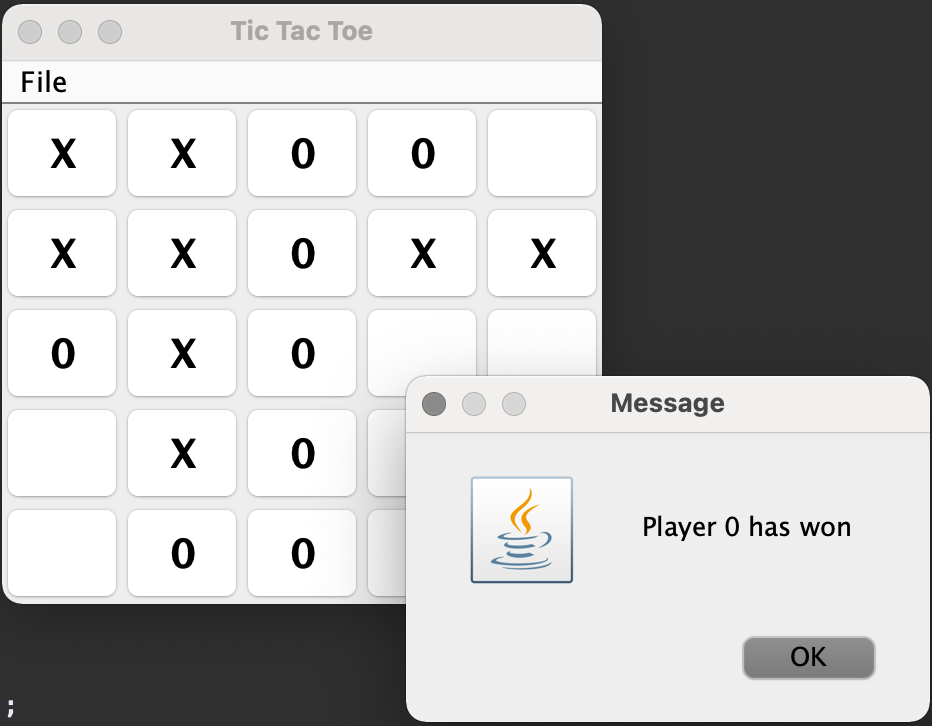 Tic Tac Toe
File
X X 0 0
X X 0 X X
0 X 0
X 0
0 0
Message
Player 0 has won
OK
;